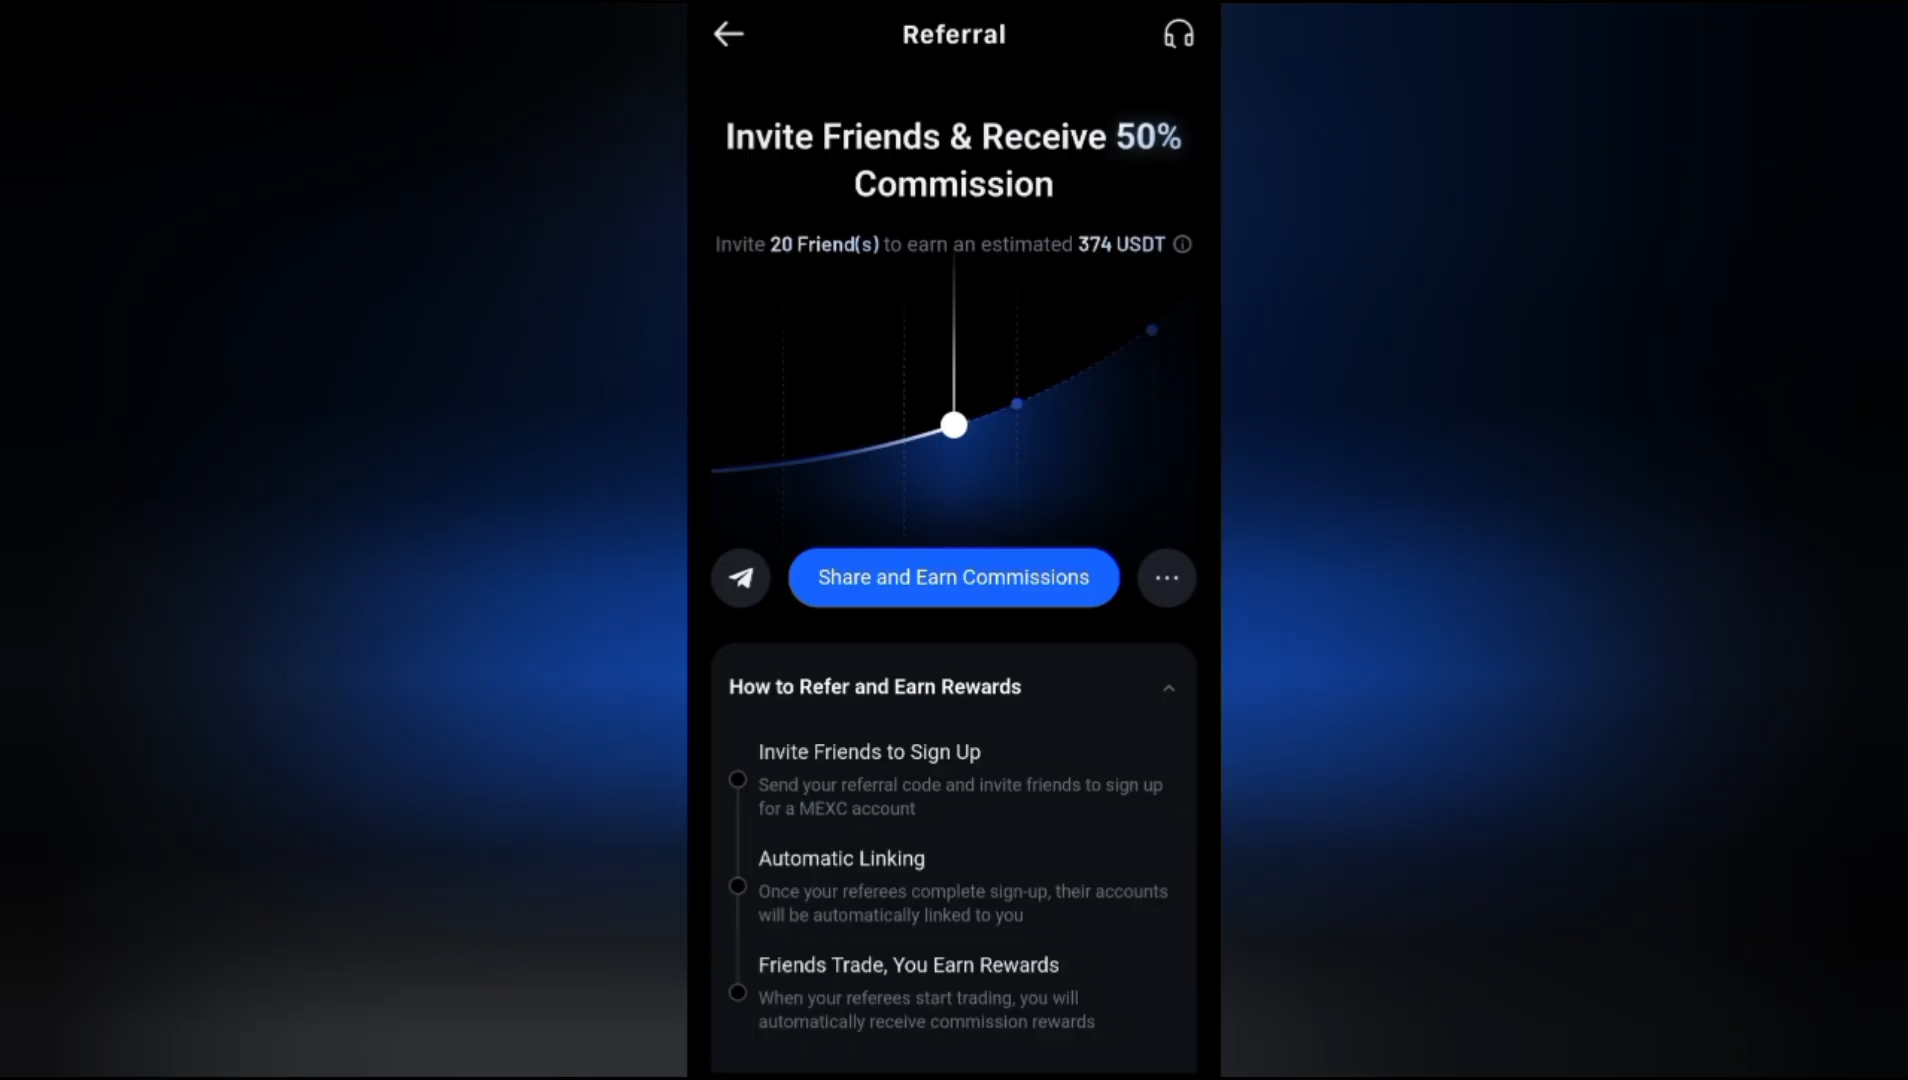 Referral
Invite Friends & Receive 50%
Commission
Invite 20 Friend(s) to earn an estimated 374 USDT
Share and Earn Commissions
How to Refer and Earn Rewards
Invite Friends to Sign Up
Send your referral code and invite friends to sign up
for a MEXC account
Automatic Linking
Once your referees complete sign-up, their accounts
will be automatically linked to you
Friends Trade, You Earn Rewards
When your referees start trading, you will
automatically receive commission rewards